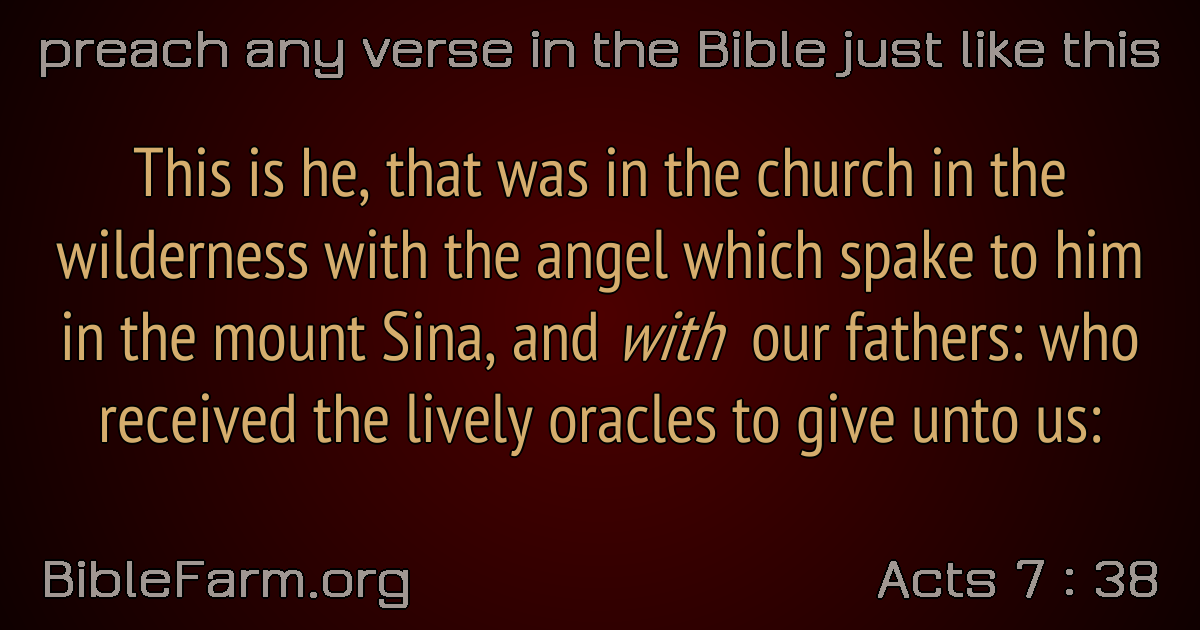 preach any verse in the Bible just like this
This is he, that was in the church in the
wilderness with the angel which spake to him
in the mount Sina, and with our fathers: who
received the lively oracles to give unto us:
BibleFarm.org
Acts 7 : 38